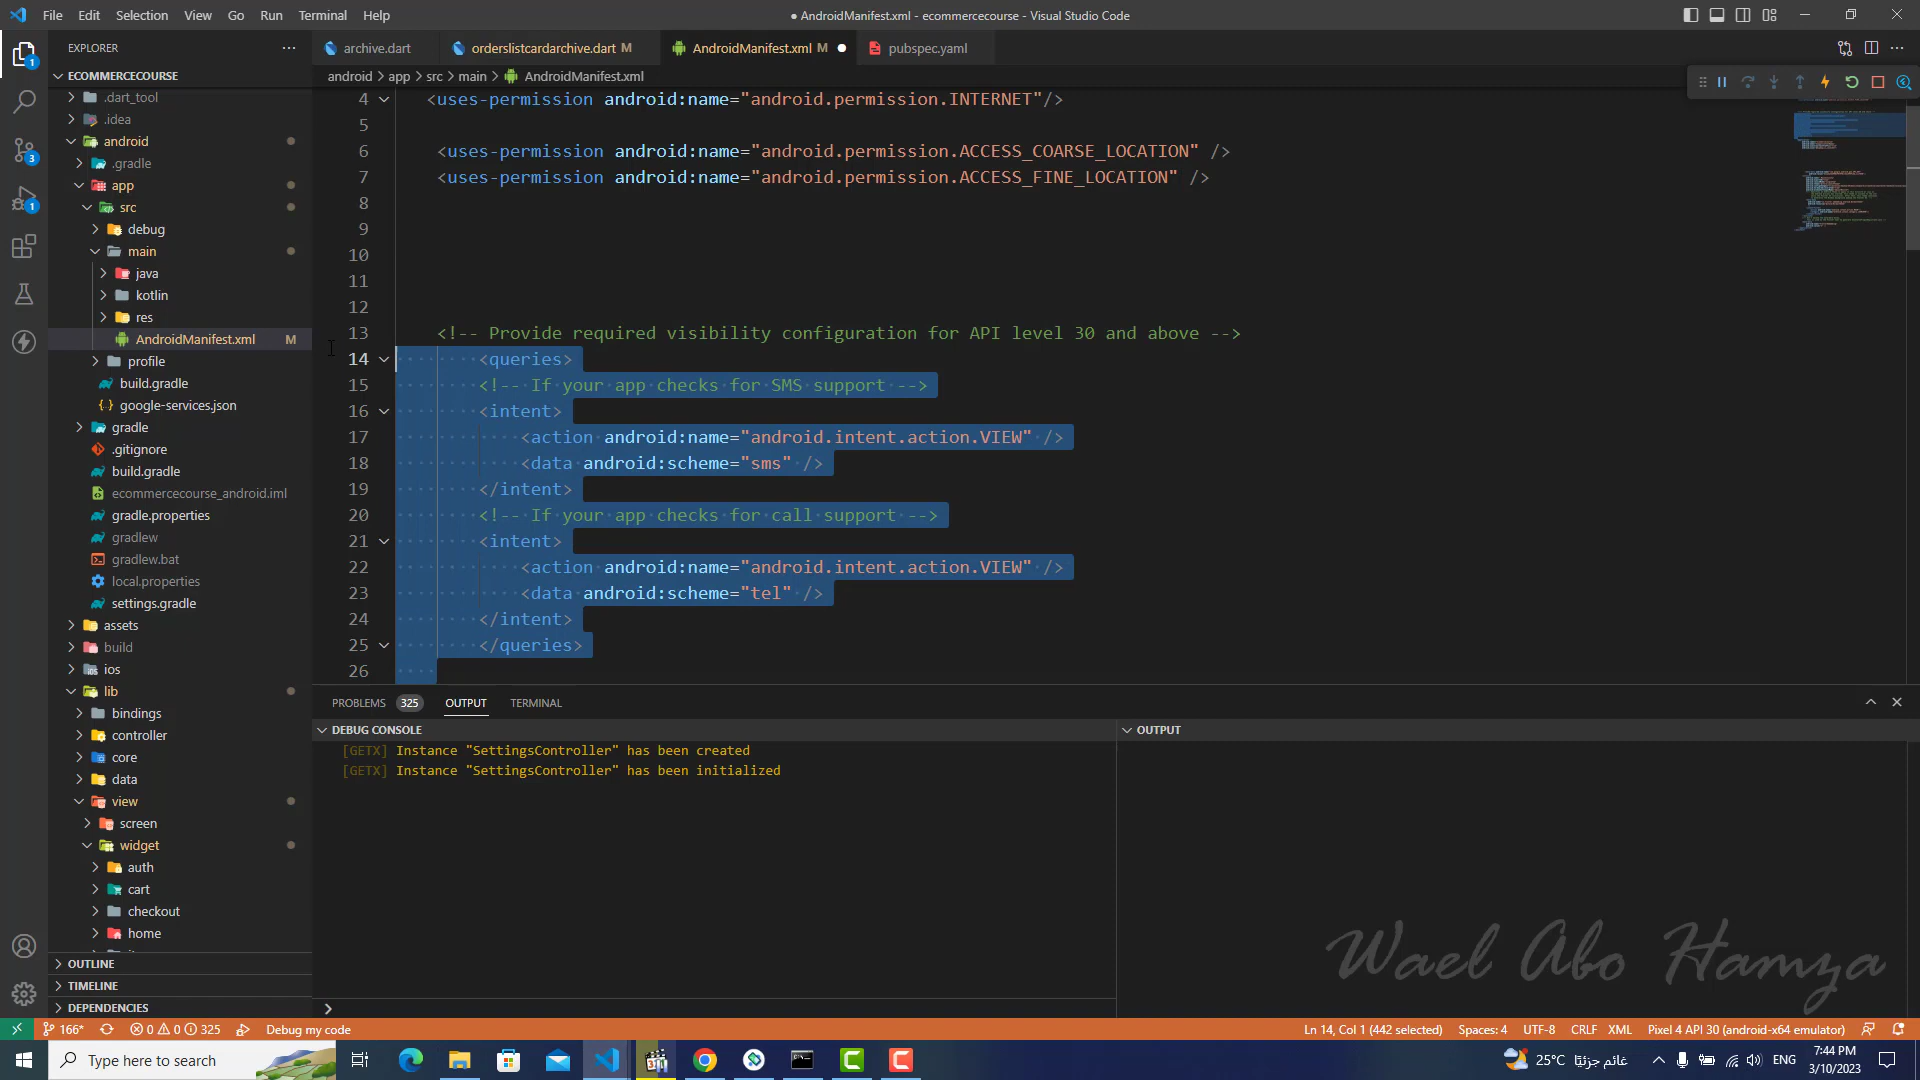 File Edit Selection View Go Run Terminal Help
● AndroidManifest.xml - ecommercecourse - Visual Studio Code
EXPLORER
archive.dart
orderslistcardarchive.dart M
AndroidManifest.xml M
pubspec.yaml
ECOMMERCECOURSE
android > app > src > main > AndroidManifest.xml
.dart_tool
.idea
android
.gradle
app
src
debug
main
java
kotlin
res
AndroidManifest.xml M
profile
build.gradle
google-services.json
gradle
.gitignore
build.gradle
ecommercecourse_android.iml
gradle.properties
gradlew
gradlew.bat
local.properties
settings.gradle
assets
build
ios
lib
bindings
controller
core
data
view
screen
widget
auth
cart
checkout
home
OUTLINE
TIMELINE
DEPENDENCIES
4 <uses-permission android:name="android.permission.INTERNET"/>
5
6 <uses-permission android:name="android.permission.ACCESS_COARSE_LOCATION" />
7 <uses-permission android:name="android.permission.ACCESS_FINE_LOCATION" />
8
9
10
11
12
13 <!-- Provide required visibility configuration for API level 30 and above -->
14 <queries>
15 <!-- If your app checks for SMS support -->
16 <intent>
17 <action android:name="android.intent.action.VIEW" />
18 <data android:scheme="sms" />
19 </intent>
20 <!-- If your app checks for call support -->
21 <intent>
22 <action android:name="android.intent.action.VIEW" />
23 <data android:scheme="tel" />
24 </intent>
25 </queries>
26
PROBLEMS 325 OUTPUT TERMINAL
DEBUG CONSOLE
[GETX] Instance "SettingsController" has been created
[GETX] Instance "SettingsController" has been initialized
OUTPUT
Wael Abo Hamza
166* 0 0 325 Debug my code
Ln 14, Col 1 (442 selected) Spaces: 4 UTF-8 CRLF XML Pixel 4 API 30 (android-x64 emulator)
Type here to search
25°C غائم جزئيًا
ENG
7:44 PM
3/10/2023